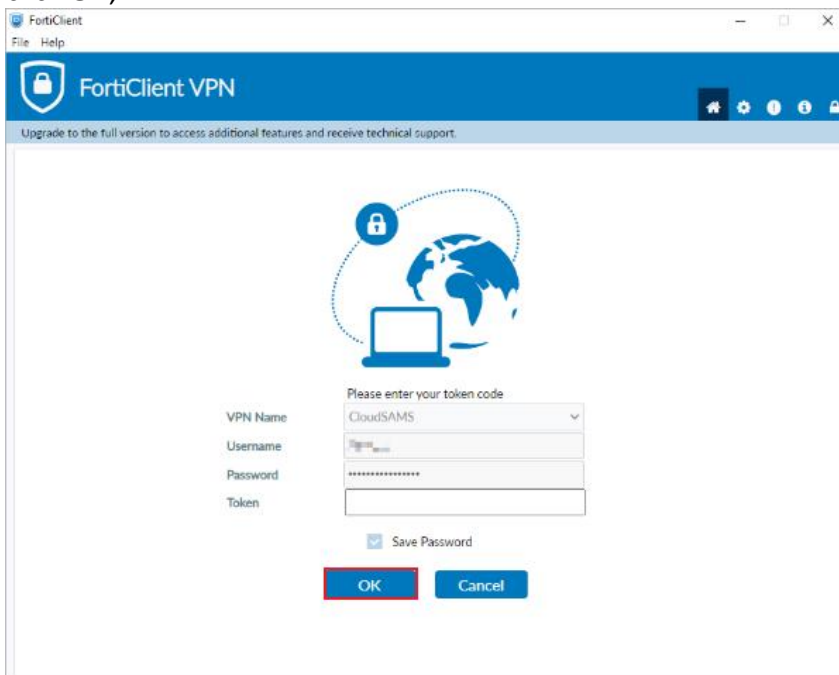 FortiClient
File Help
FortiClient VPN
Upgrade to the full version to access additional features and receive technical support.
Please enter your token code
VPN Name CloudSAMS
Username
Password ••••••••••••••••
Token
Save Password
OK Cancel